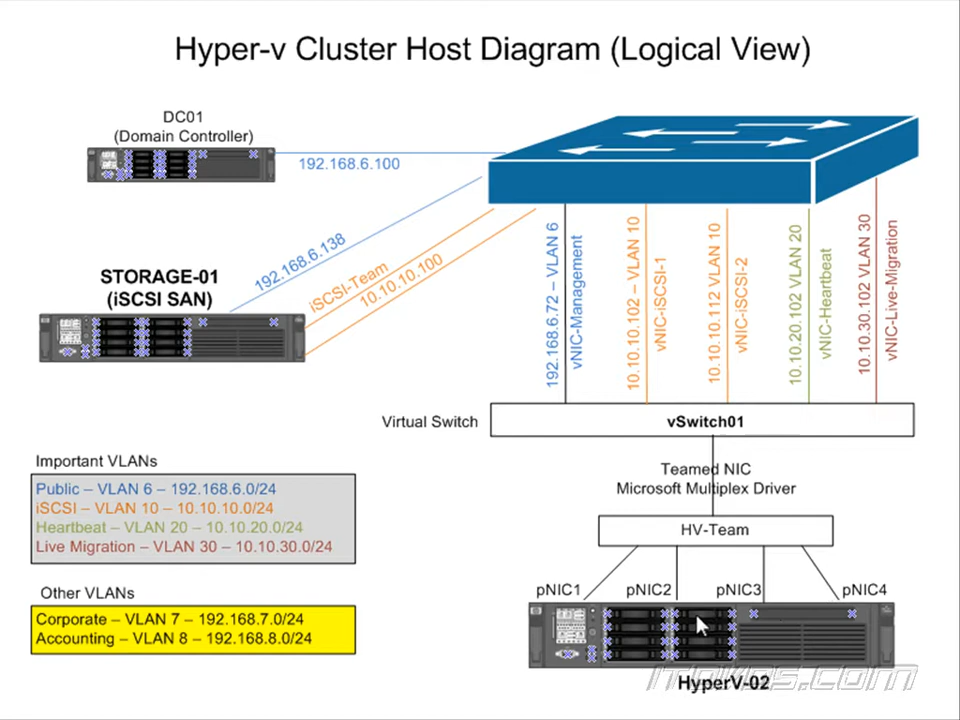 Hyper-v Cluster Host Diagram (Logical View)
DC01
(Domain Controller)
192.168.6.100
192.168.6.138
STORAGE-01
(iSCSI SAN)
iSCSI-Team
10.10.10.100
192.168.6.72 – VLAN 6
vNIC-Management
10.10.10.102 – VLAN 10
vNIC-iSCSI-1
10.10.10.112 VLAN 10
vNIC-iSCSI-2
10.10.20.102 VLAN 20
vNIC-Heartbeat
10.10.30.102 VLAN 30
vNIC-Live-Migration
Virtual Switch
vSwitch01
Teamed NIC
Microsoft Multiplex Driver
HV-Team
pNIC1
pNIC2
pNIC3
pNIC4
HyperV-02
Important VLANs
Public – VLAN 6 – 192.168.6.0/24
iSCSI – VLAN 10 – 10.10.10.0/24
Heartbeat – VLAN 20 – 10.10.20.0/24
Live Migration – VLAN 30 – 10.10.30.0/24
Other VLANs
Corporate – VLAN 7 – 192.168.7.0/24
Accounting – VLAN 8 – 192.168.8.0/24